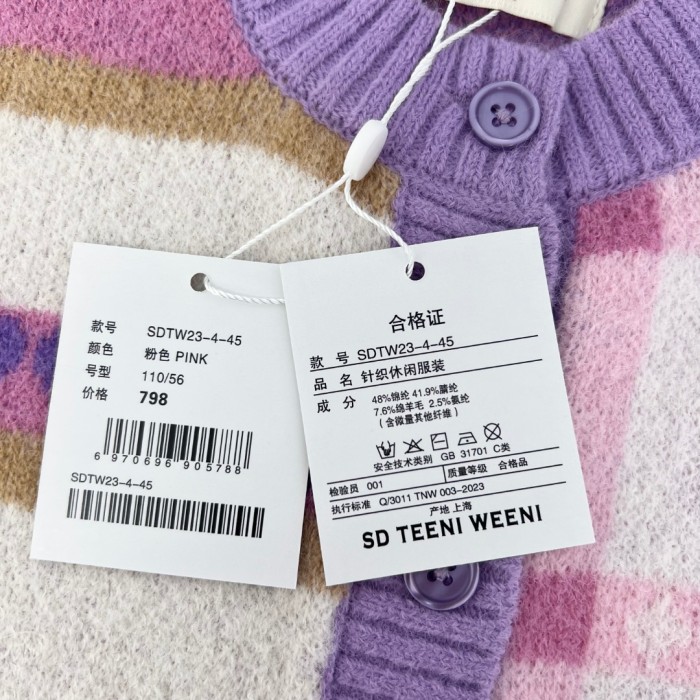 款号 SDTW23-4-45
颜色 粉色 PINK
号型 110/56
价格 798
6 970696 905788
SDTW23-4-45
合格证
款 号 SDTW23-4-45
品 名 针织休闲服装
成 分 48%锦纶 41.9%腈纶
7.6%绵羊毛 2.5%氨纶
(含微量其他纤维)
安全技术类别 GB 31701 C类
检验员 001 质量等级 合格品
执行标准 Q/3011 TNW 003-2023
产地 上海
SD TEENI WEENI